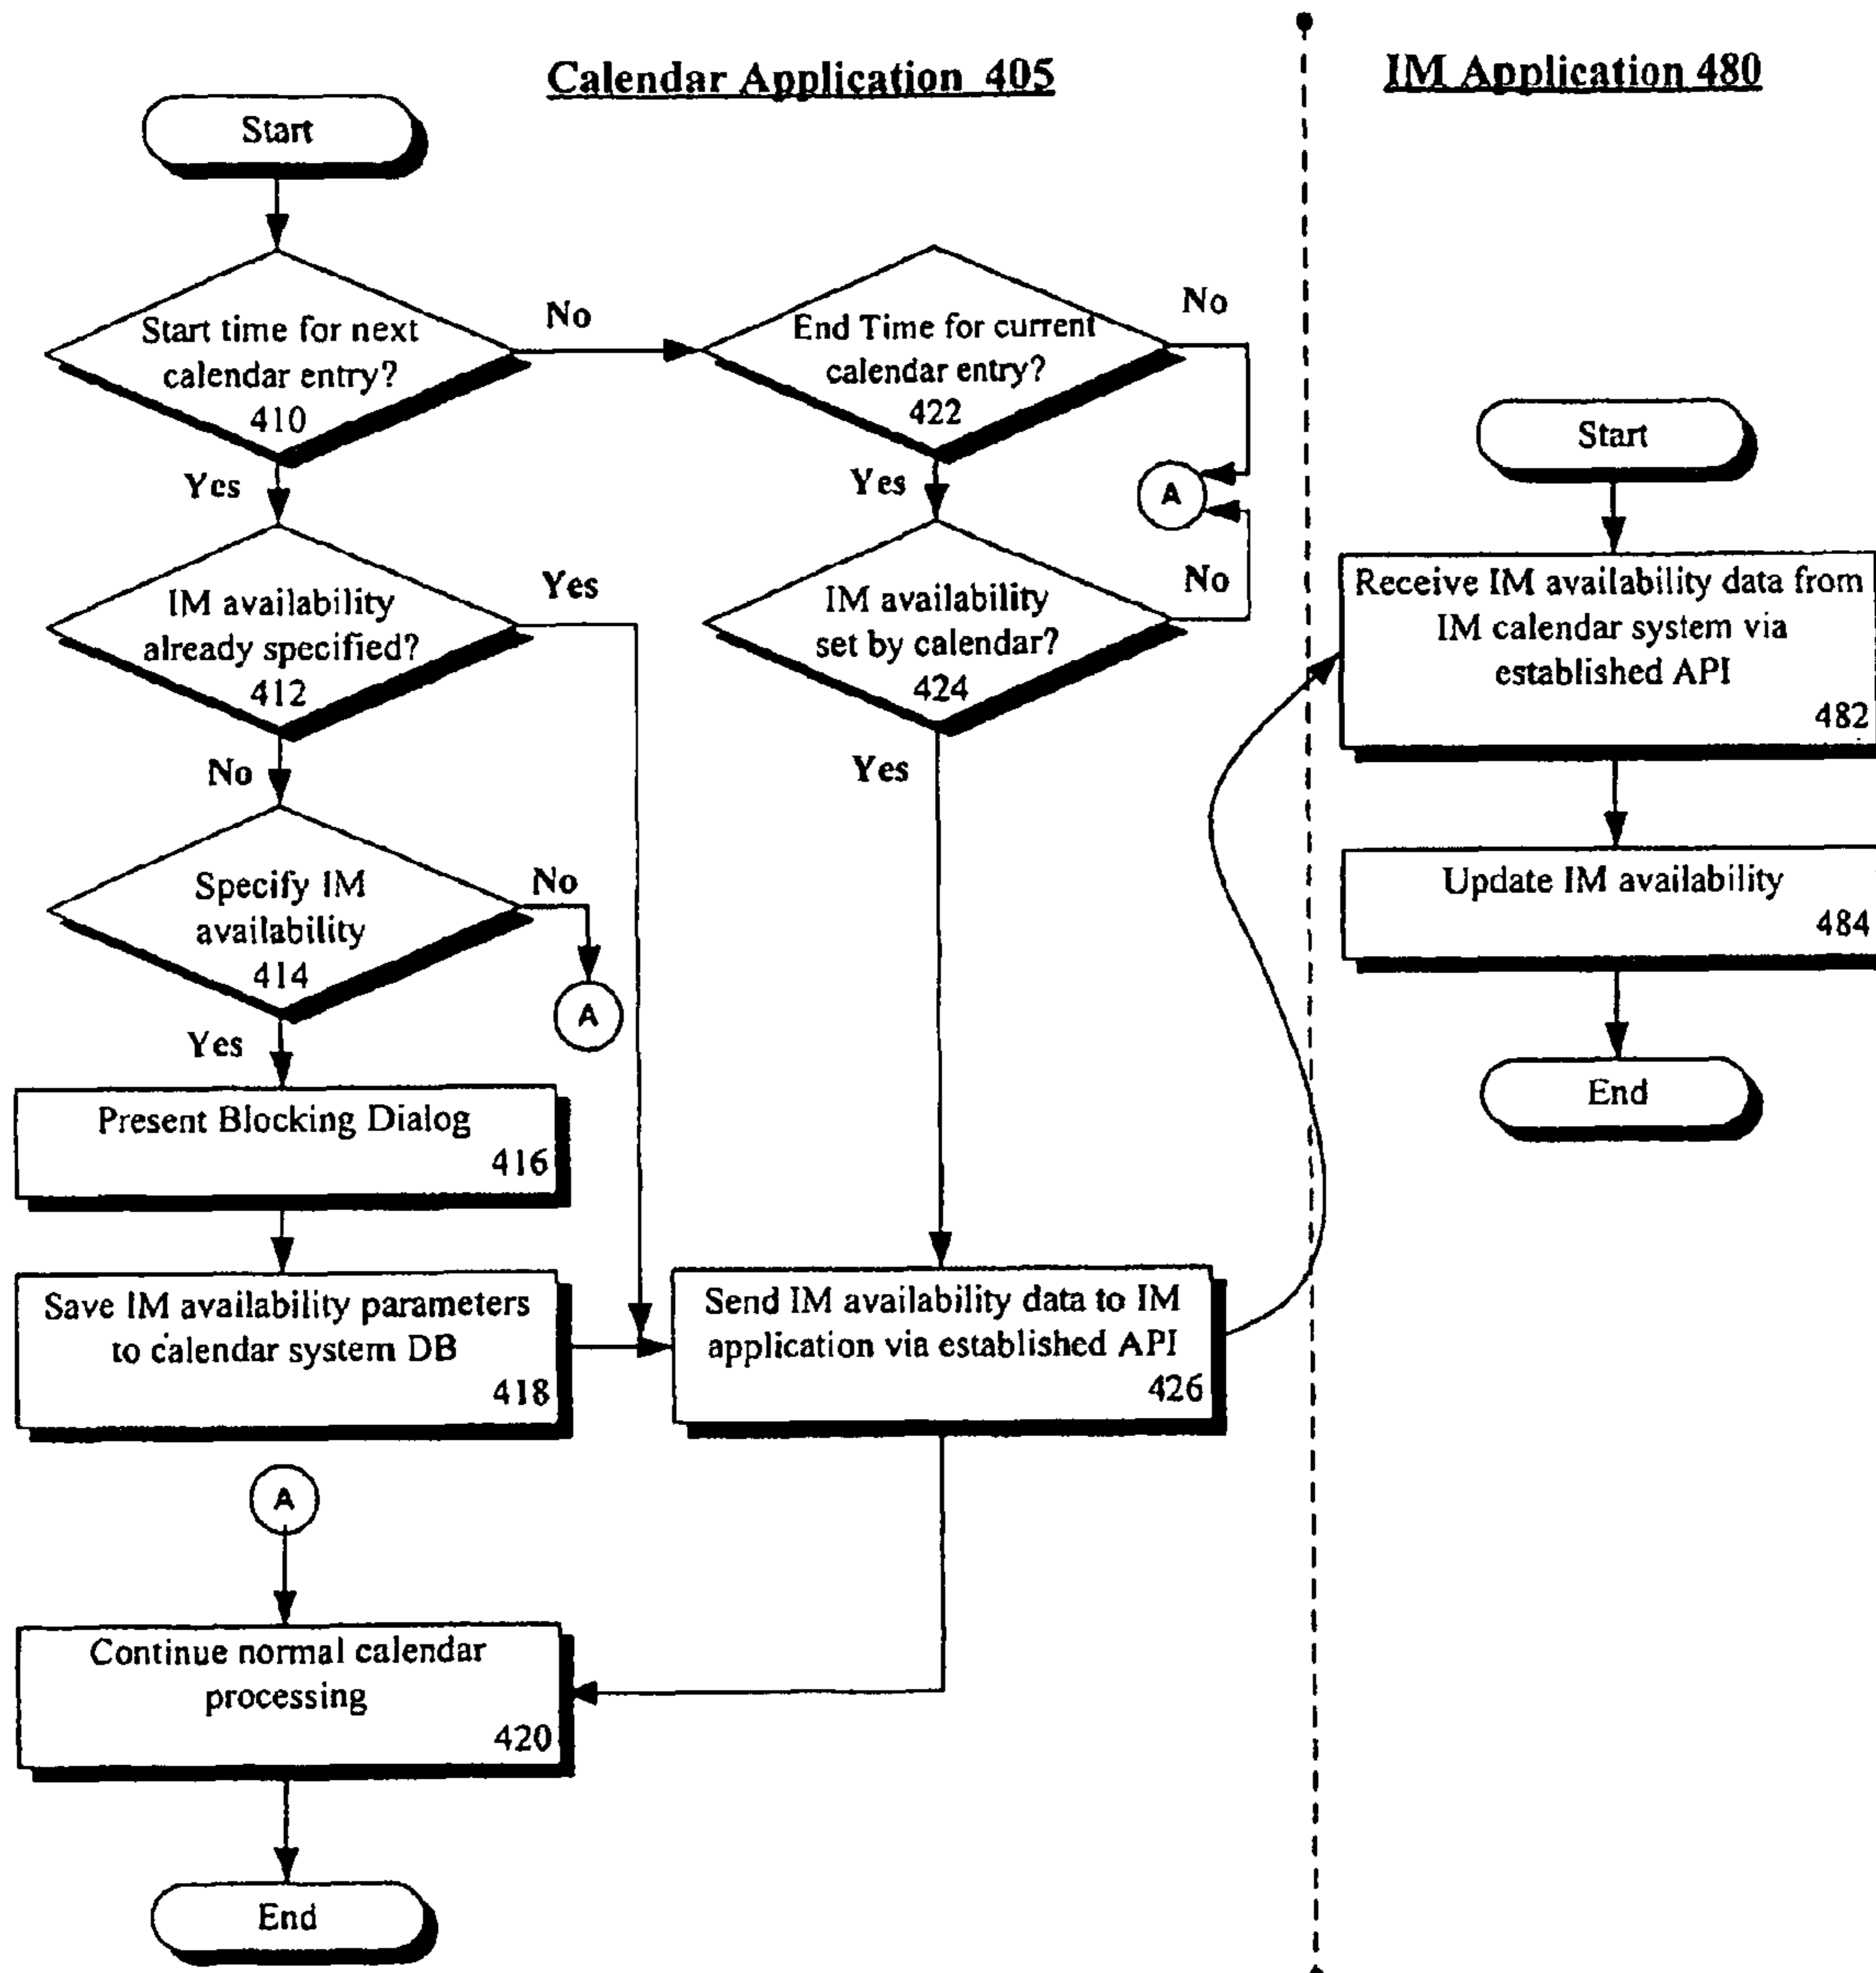 Calendar Application 405
IM Application 480
Start
Start time for next
calendar entry?
410
No
End Time for current
calendar entry?
422
No
Yes
Yes
A
IM availability
already specified?
412
Yes
IM availability
set by calendar?
424
No
No
Yes
Specify IM
availability
414
No
A
Yes
Present Blocking Dialog
416
Save IM availability parameters
to calendar system DB
418
Send IM availability data to IM
application via established API
426
A
Continue normal calendar
processing
420
End
Start
Receive IM availability data from
IM calendar system via
established API
482
Update IM availability
484
End